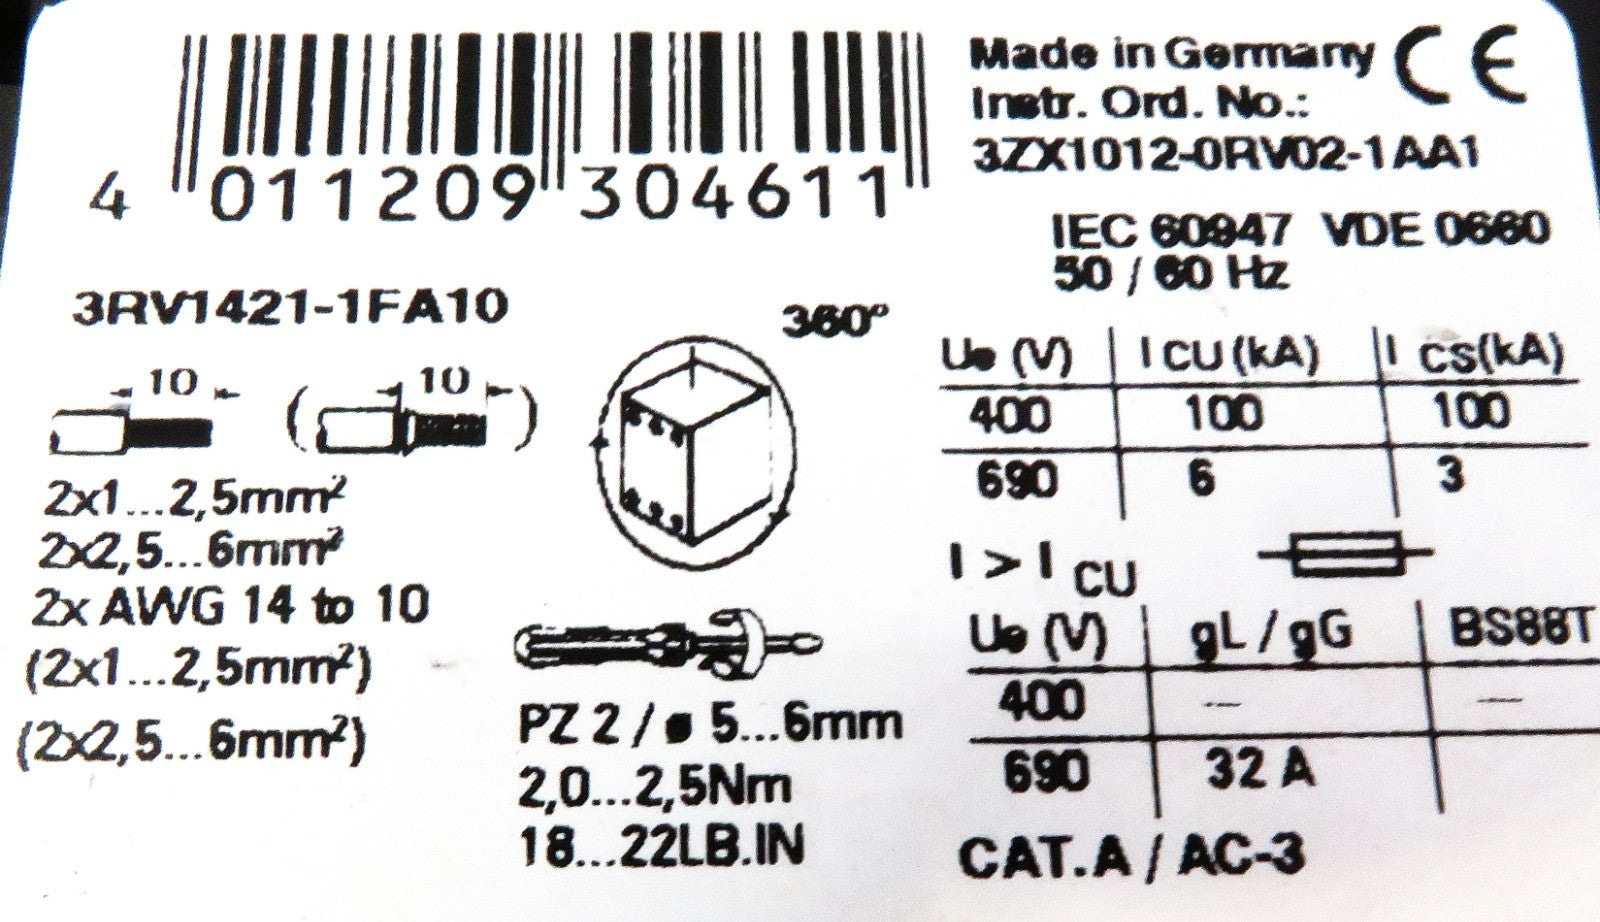 4 011209 304611
Made in Germany CE
Instr. Ord. No.:
3ZX1012-0RV02-1AA1
IEC 60947 VDE 0660
50 / 60 Hz
3RV1421-1FA10
10 (10)
2x1...2,5mm²
2x2,5...6mm²
2x AWG 14 to 10
(2x1...2,5mm²)
(2x2,5...6mm²)
360°
PZ 2 / ø 5...6mm
2,0...2,5Nm
18...22LB.IN
Ue (V) I CU (kA) I CS(kA)
400 100 100
690 6 3
I > I CU
Ue (V) gL / gG BS88T
400 — —
690 32 A
CAT.A / AC-3